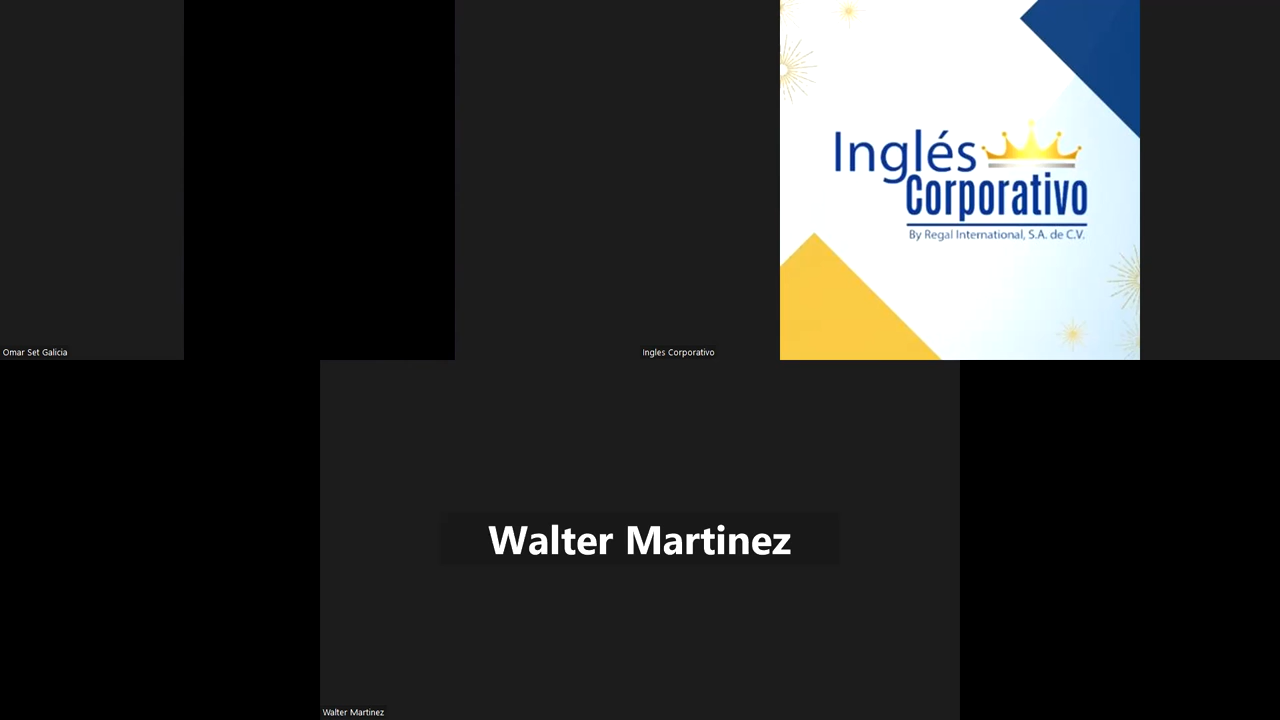 Inglés
Corporativo
By Regal International, S.A. de C.V.
Omar Set Galicia
Ingles Corporativo
Walter Martinez
Walter Martinez